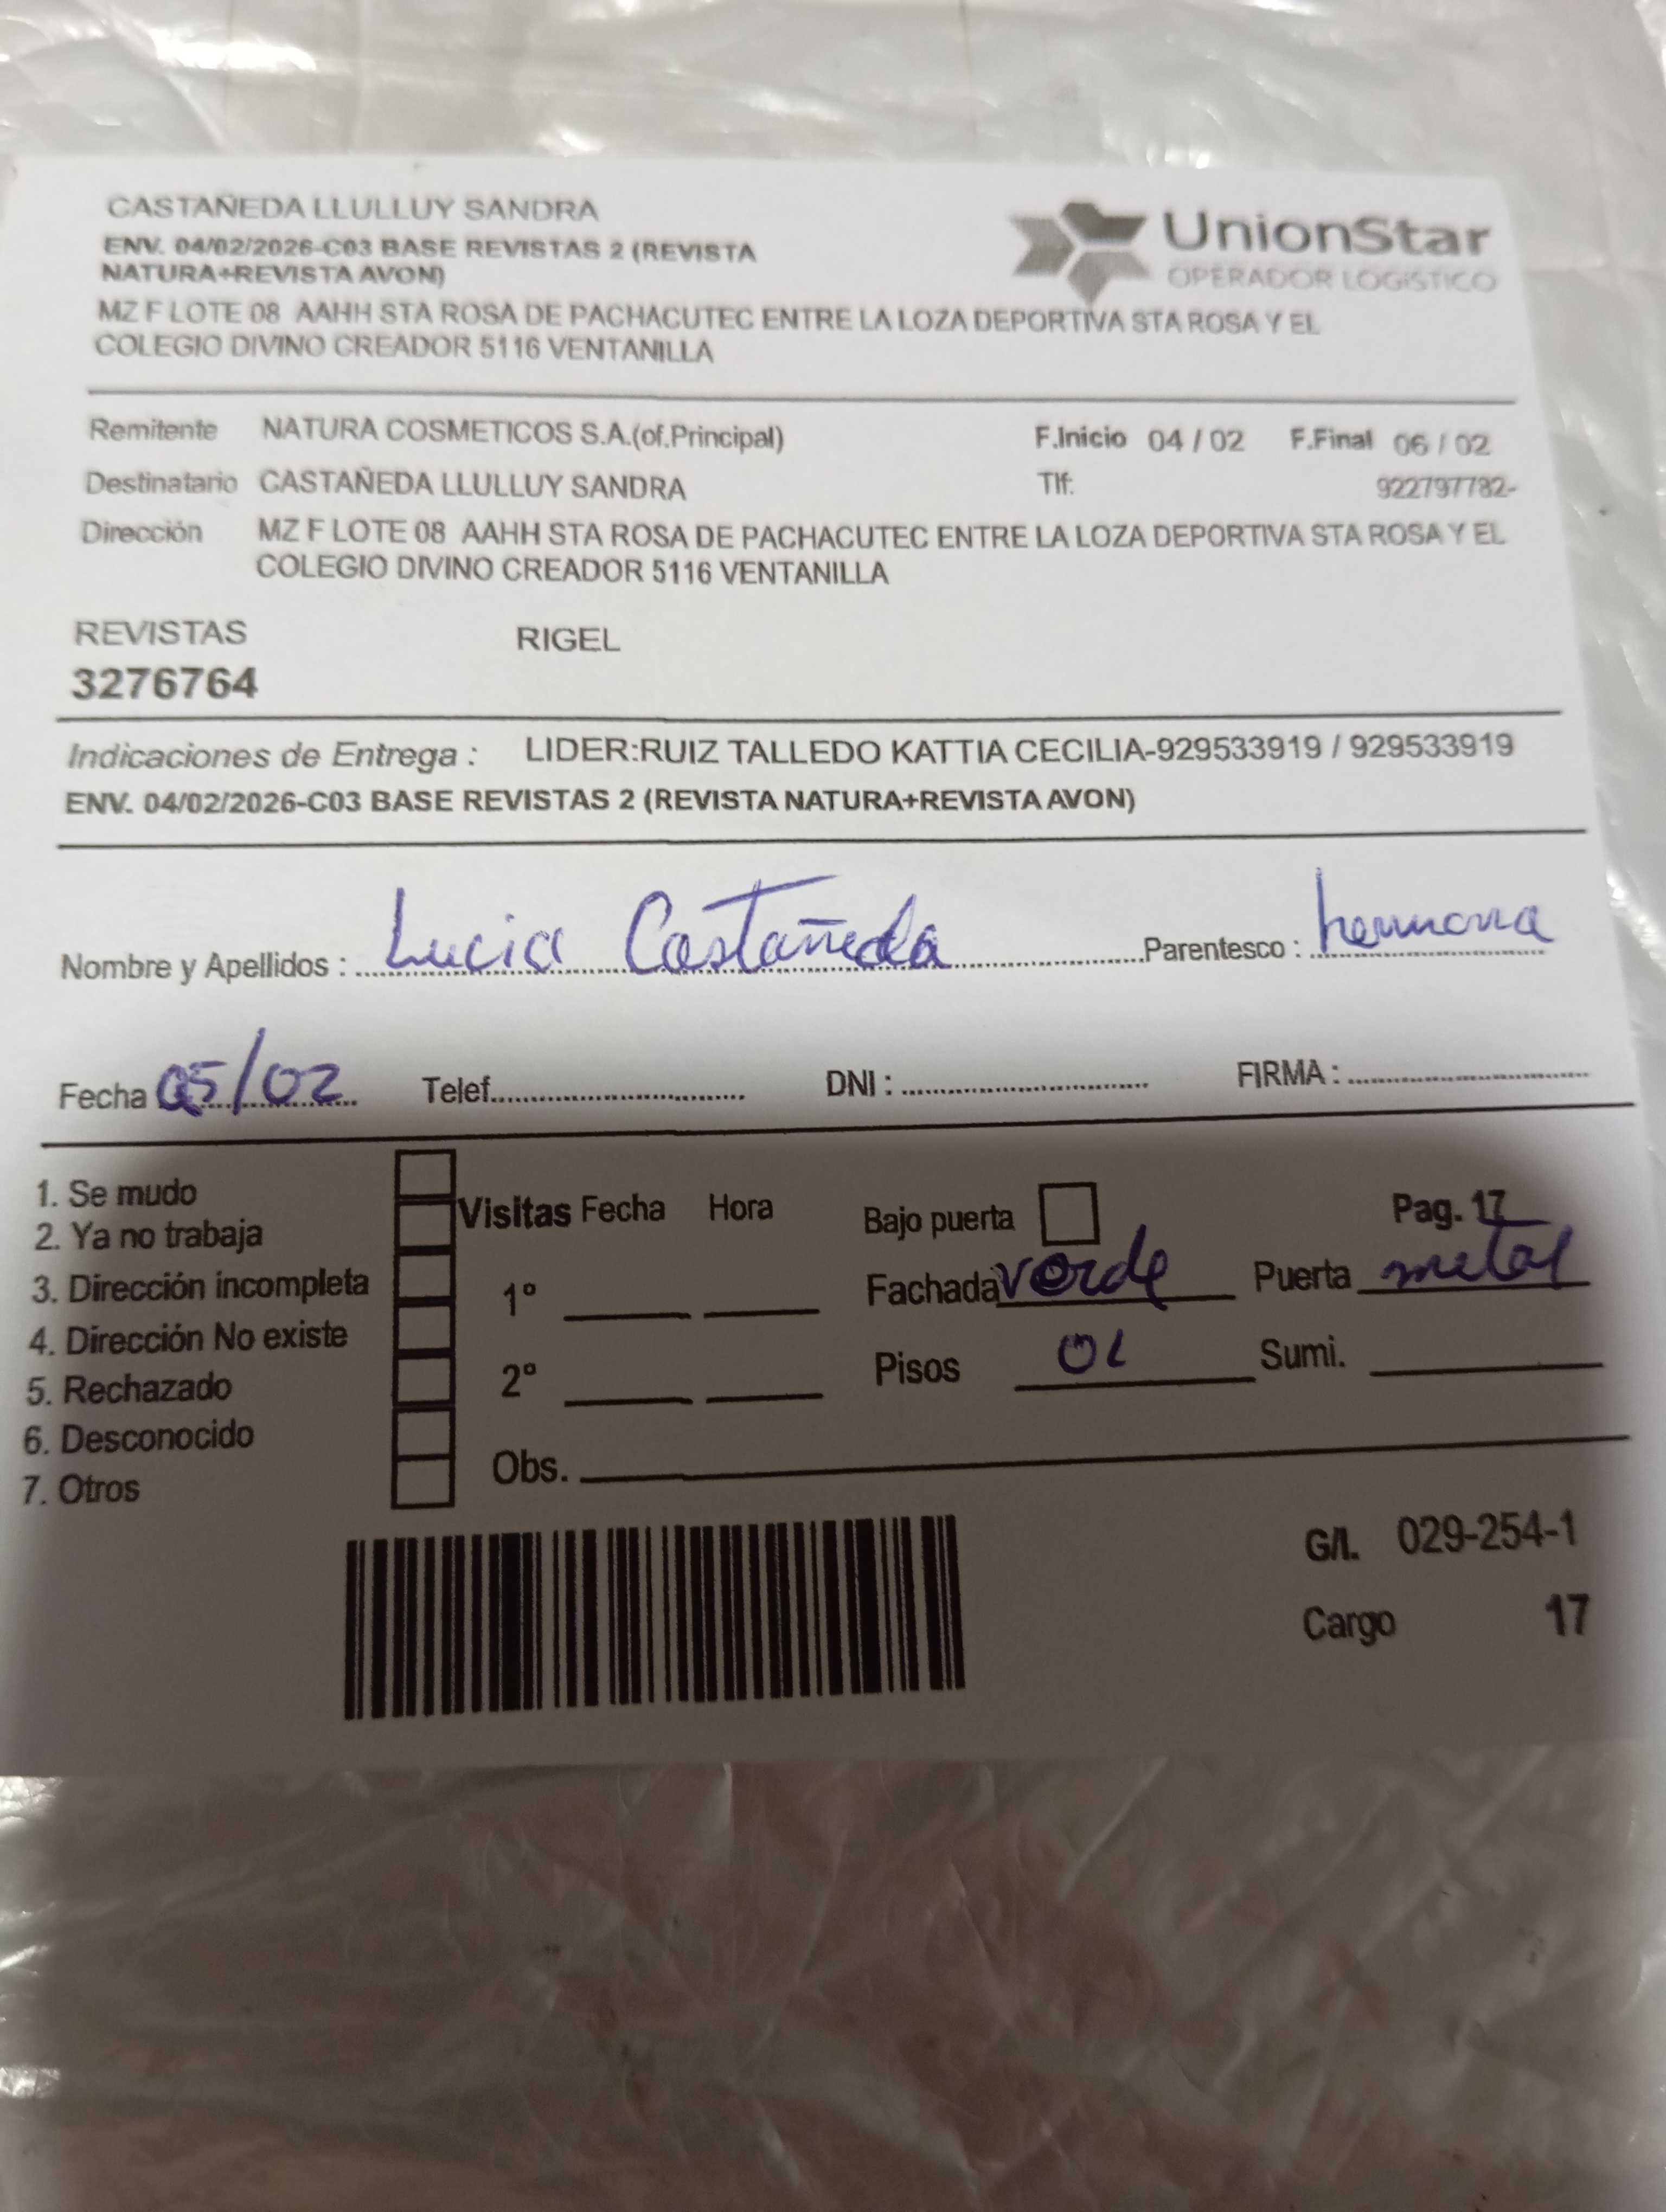 CASTAÑEDA LLULLUY SANDRA
ENV. 04/02/2026-C03 BASE REVISTAS 2 (REVISTA
NATURA+REVISTA AVON)
UnionStar
OPERADOR LOGÍSTICO
MZ F LOTE 08 AAHH STA ROSA DE PACHACUTEC ENTRE LA LOZA DEPORTIVA STA ROSA Y EL
COLEGIO DIVINO CREADOR 5116 VENTANILLA
Remitente NATURA COSMETICOS S.A.(of.Principal) F.Inicio 04 / 02 F.Final 06 / 02
Destinatario CASTAÑEDA LLULLUY SANDRA Tlf: 922797782-
Dirección MZ F LOTE 08 AAHH STA ROSA DE PACHACUTEC ENTRE LA LOZA DEPORTIVA STA ROSA Y EL
COLEGIO DIVINO CREADOR 5116 VENTANILLA
REVISTAS RIGEL
3276764
Indicaciones de Entrega : LIDER:RUIZ TALLEDO KATTIA CECILIA-929533919 / 929533919
ENV. 04/02/2026-C03 BASE REVISTAS 2 (REVISTA NATURA+REVISTA AVON)
Nombre y Apellidos : Lucia Castañeda Parentesco : hermana
Fecha 05/02 Telef. DNI : FIRMA :
1. Se mudo
2. Ya no trabaja
3. Dirección incompleta
4. Dirección No existe
5. Rechazado
6. Desconocido
7. Otros
Visitas Fecha Hora
1°
2°
Obs.
Bajo puerta Pag. 17
Fachada verde Puerta metal
Pisos Sumi.
G/I. 029-254-1
Cargo 17